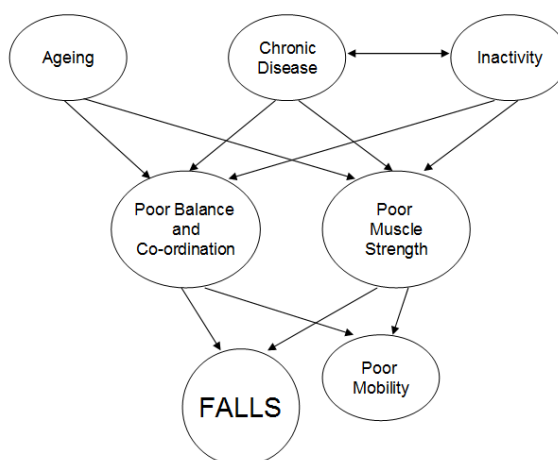 Ageing
Chronic
Disease
Inactivity
Poor Balance
and
Co-ordination
Poor
Muscle
Strength
FALLS
Poor
Mobility